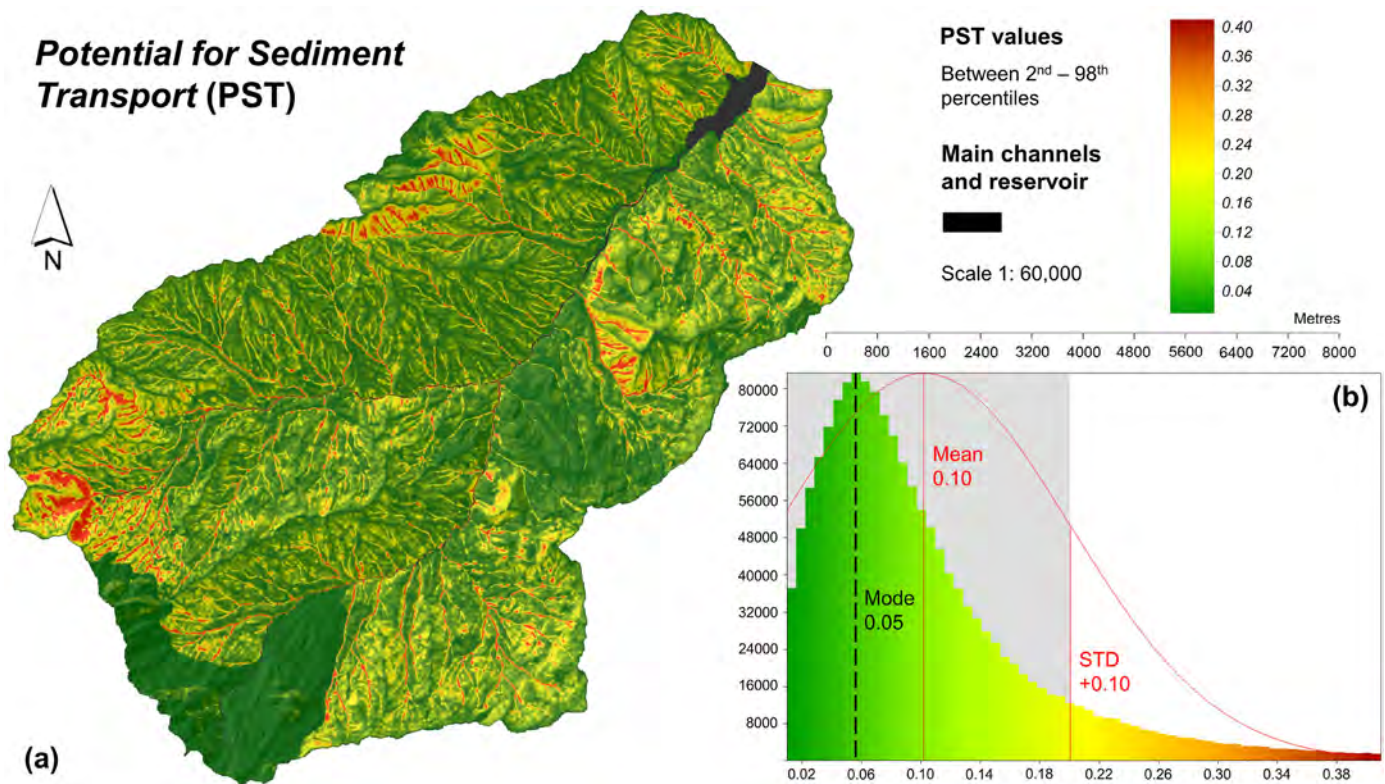 Potential for Sediment
Transport (PST)
N
(a)
PST values
Between 2nd – 98th
percentiles
Main channels
and reservoir
Scale 1: 60,000
0.40
0.36
0.32
0.28
0.24
0.20
0.16
0.12
0.08
0.04
Metres
0 800 1600 2400 3200 4000 4800 5600 6400 7200 8000
(b)
80000
72000
64000
56000
48000
40000
32000
24000
16000
8000
Mean
0.10
Mode
0.05
STD
+0.10
0.02 0.06 0.10 0.14 0.18 0.22 0.26 0.30 0.34 0.38